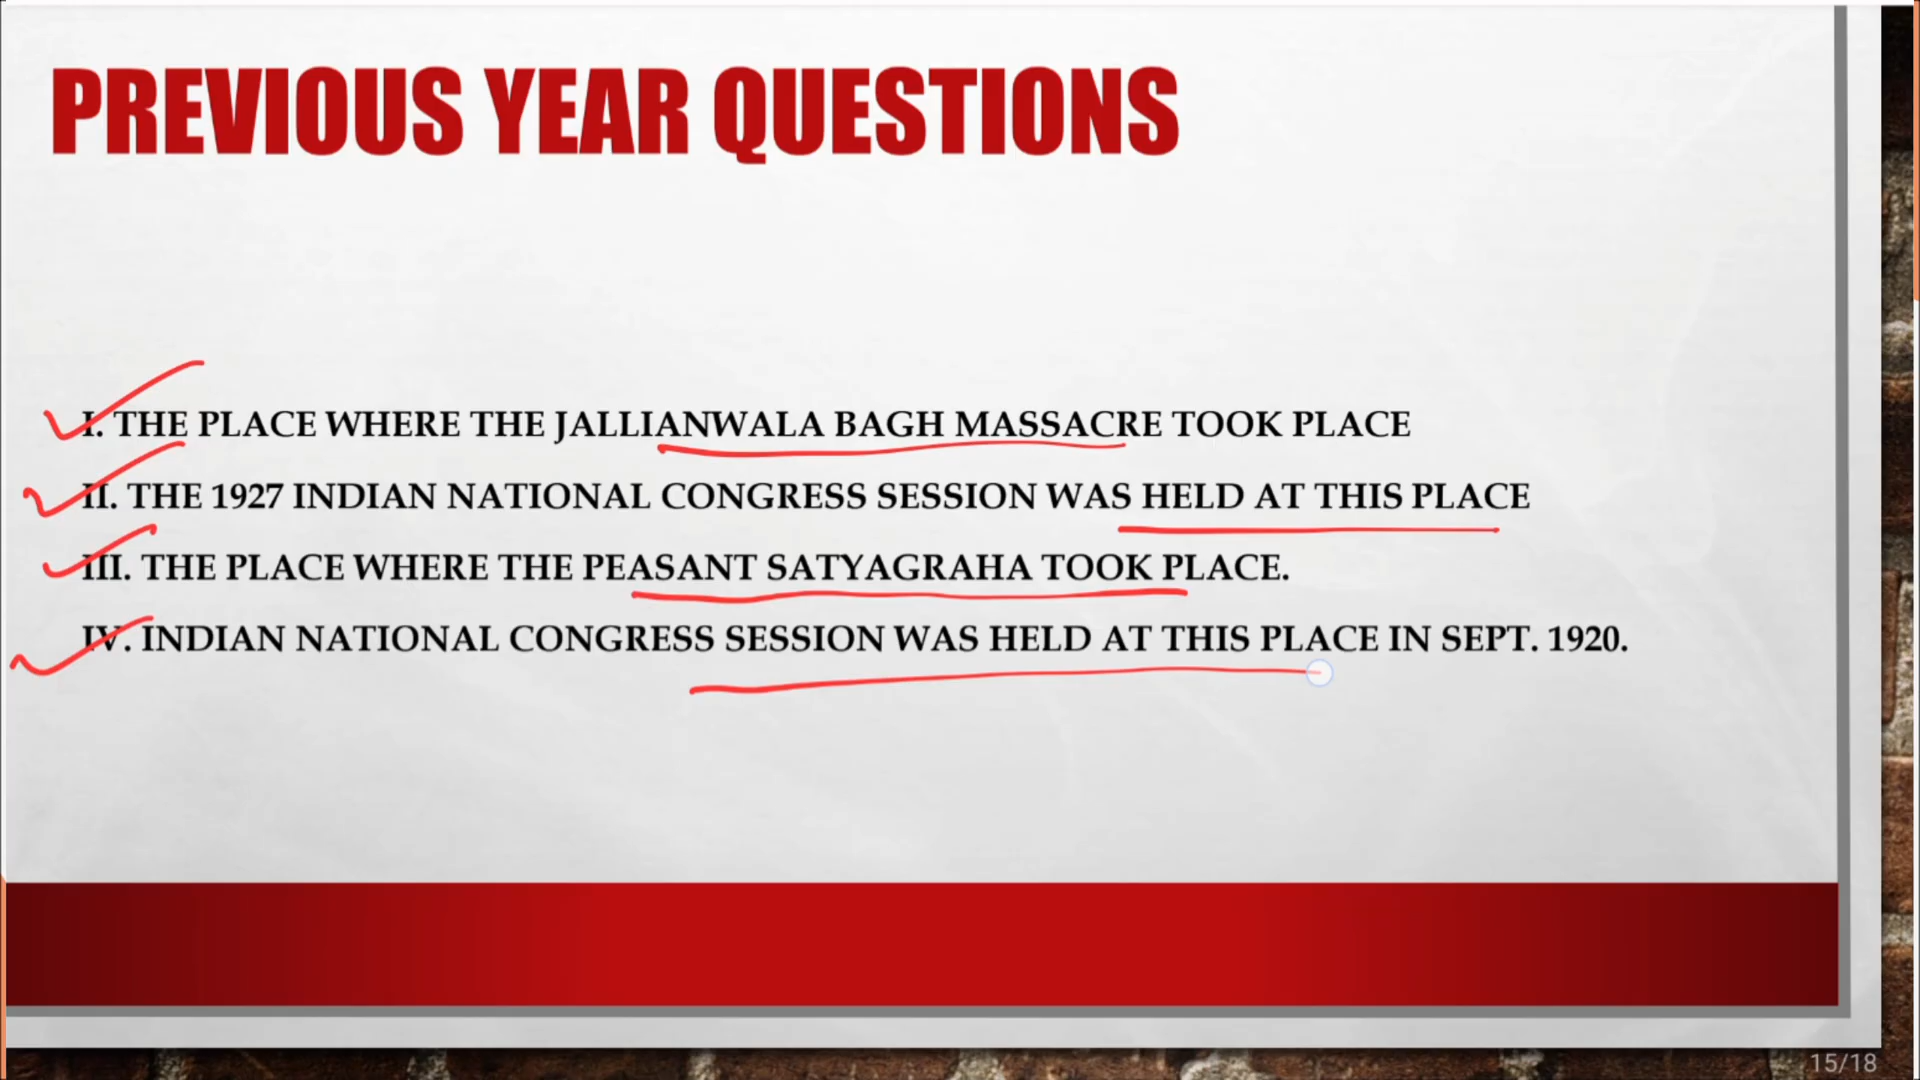 PREVIOUS YEAR QUESTIONS
I. THE PLACE WHERE THE JALLIANWALA BAGH MASSACRE TOOK PLACE
II. THE 1927 INDIAN NATIONAL CONGRESS SESSION WAS HELD AT THIS PLACE
III. THE PLACE WHERE THE PEASANT SATYAGRAHA TOOK PLACE.
IV. INDIAN NATIONAL CONGRESS SESSION WAS HELD AT THIS PLACE IN SEPT. 1920.
15/18